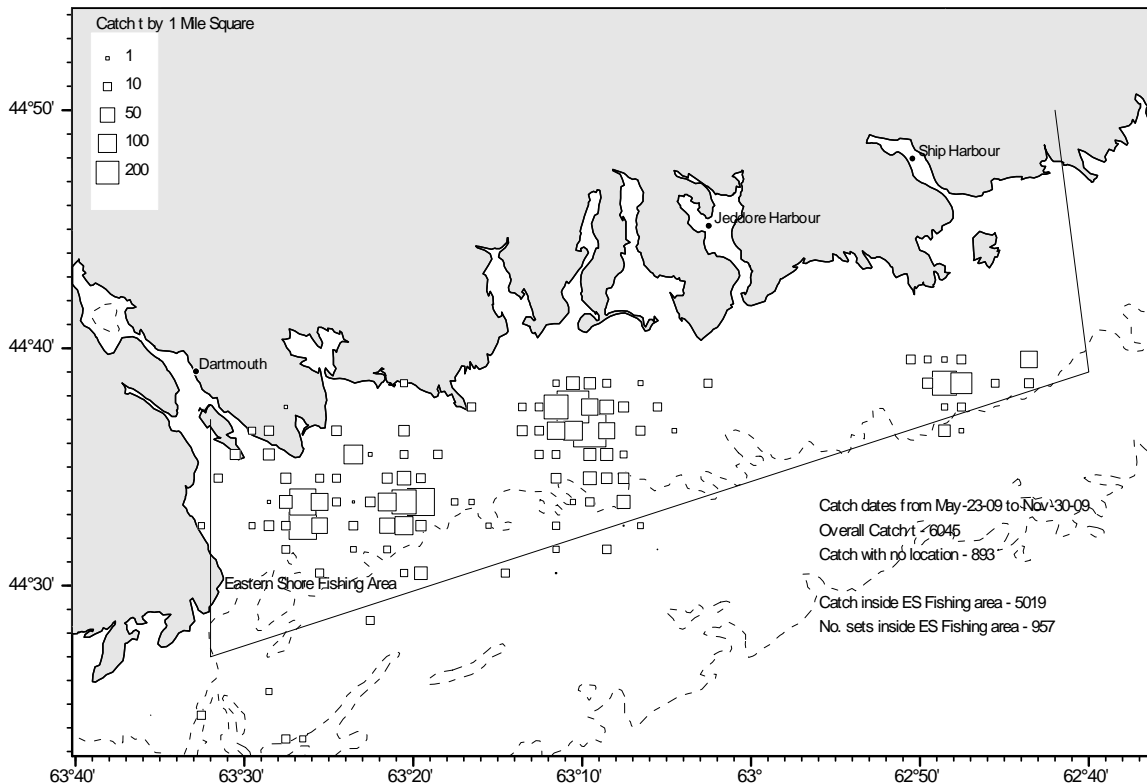 Catch t by 1 Mile Square
1
10
50
100
200
44°50'
44°40'
44°30'
Ship Harbour
Jeddore Harbour
Dartmouth
Eastern Shore Fishing Area
Catch dates from May-23-09 to Nov-30-09
Overall Catch t - 6045
Catch with no location - 893
Catch inside ES Fishing area - 5019
No. sets inside ES Fishing area - 957
63°40' 63°30' 63°20' 63°10' 63° 62°50' 62°40'